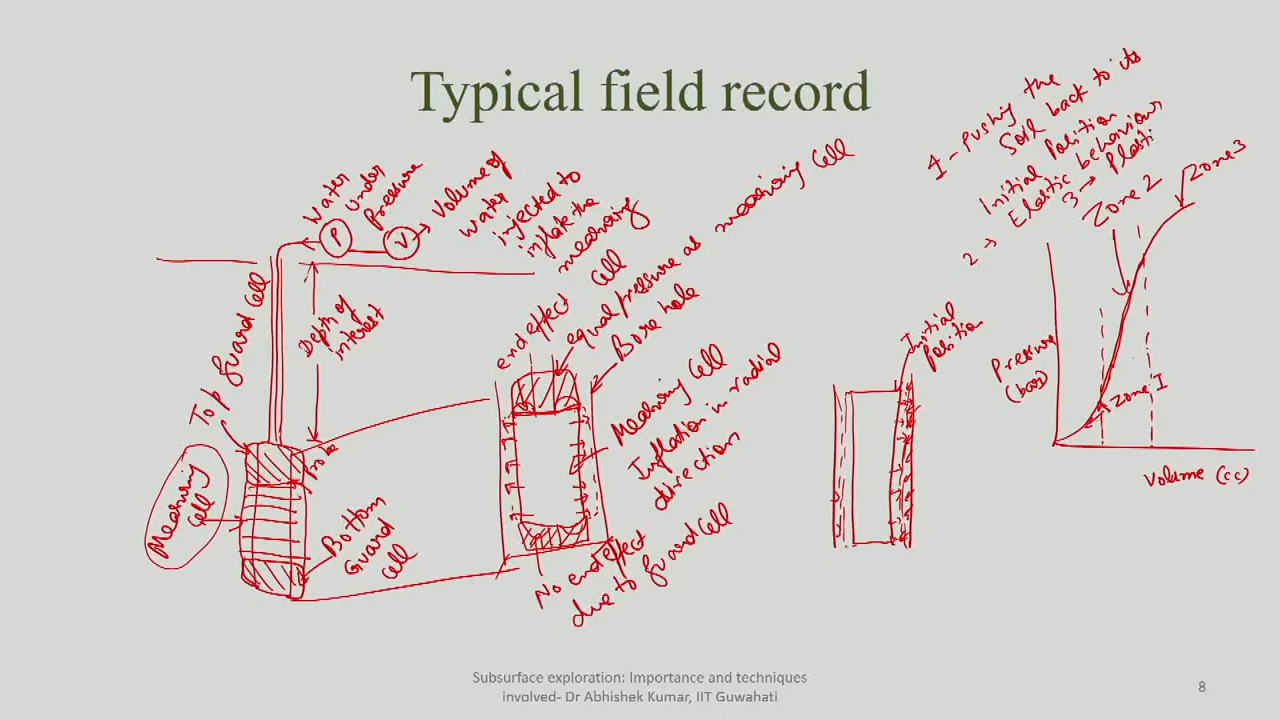 Typical field record
Water
under
pressure
P
V
Volume of
water
injected to
inflate the
measuring
cell
Top guard cell
Depth of
interest
Probe
Measuring
Cell
Bottom
Guard
Cell
end effect
equal pressure as measuring cell
Bore hole
Measuring Cell
Inflation in radial
direction
No end effect
due to guard cell
Initial
Position
I - Pushing the
Soil back to its
Initial Position
2 → Elastic behaviour
3 → Plasti
Zone 2
Zone 3
Zone I
Pressure
(bar)
Volume (cc)
Subsurface exploration: Importance and techniques
involved- Dr Abhishek Kumar, IIT Guwahati
8